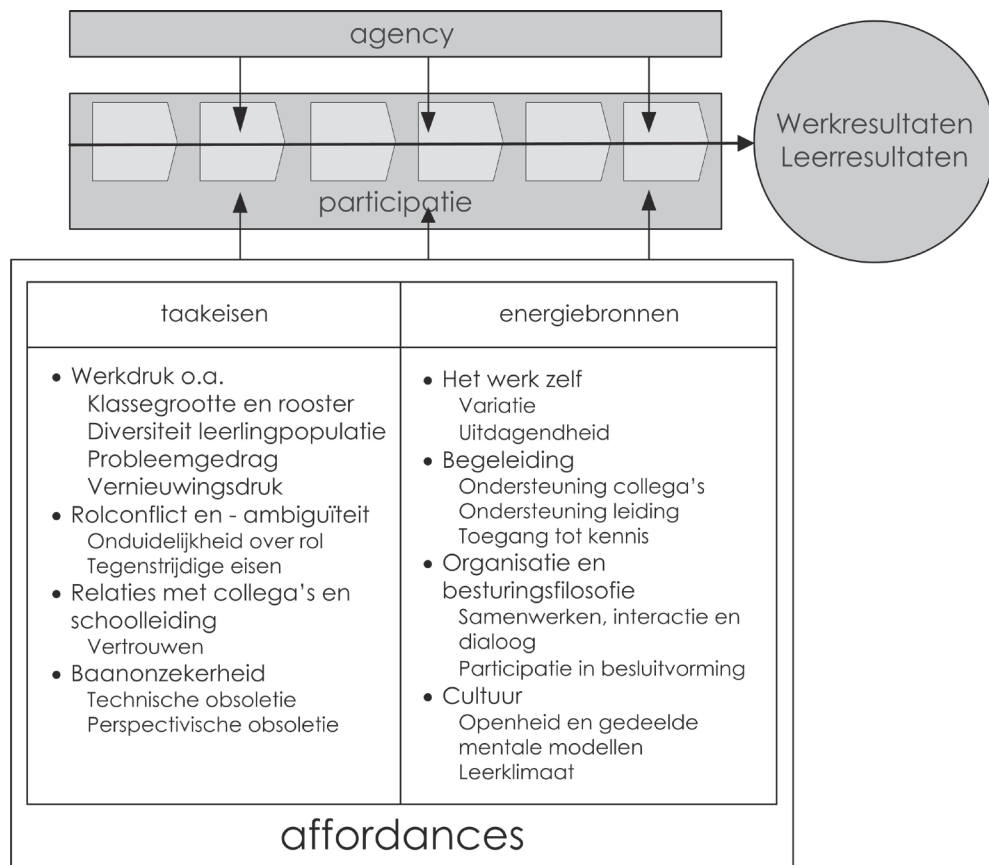 agency
participatie
Werkresultaten
Leerresultaten
taakeisen
• Werkdruk o.a.
Klassegrootte en rooster
Diversiteit leerlingpopulatie
Probleemgedrag
Vernieuwingsdruk
• Rolconflict en - ambiguïteit
Onduidelijkheid over rol
Tegenstrijdige eisen
• Relaties met collega's en
schoolleiding
Vertrouwen
• Baanonzekerheid
Technische obsoletie
Perspectivische obsoletie
energiebronnen
• Het werk zelf
Variatie
Uitdagendheid
• Begeleiding
Ondersteuning collega's
Ondersteuning leiding
Toegang tot kennis
• Organisatie en
besturingsfilosofie
Samenwerken, interactie en
dialoog
Participatie in besluitvorming
• Cultuur
Openheid en gedeelde
mentale modellen
Leerklimaat
affordances